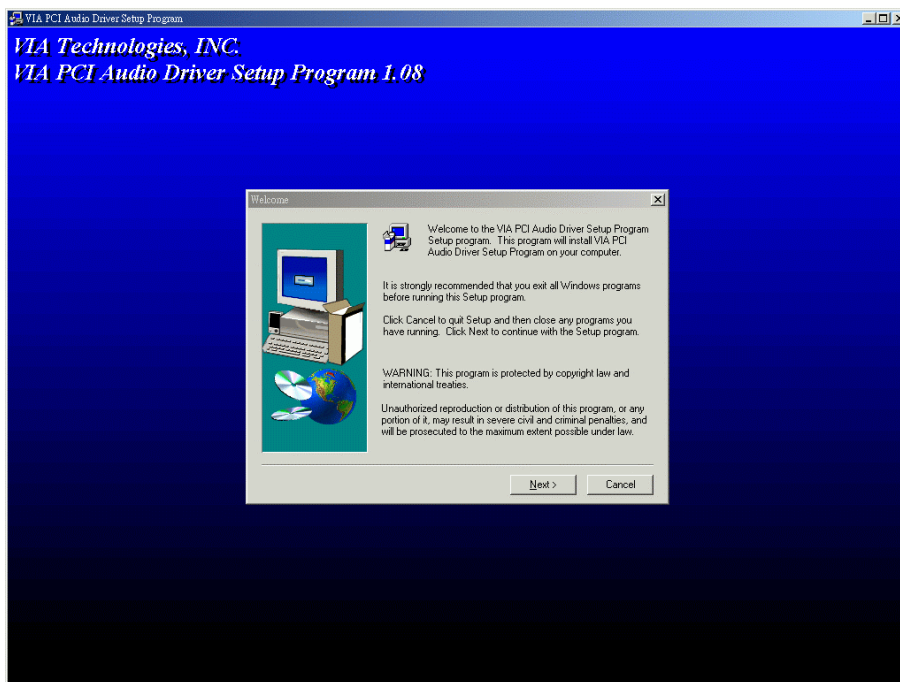 VIA PCI Audio Driver Setup Program
VIA Technologies, INC.
VIA PCI Audio Driver Setup Program 1.08
Welcome
Welcome to the VIA PCI Audio Driver Setup Program
Setup program. This program will install VIA PCI
Audio Driver Setup Program on your computer.
It is strongly recommended that you exit all Windows programs
before running this Setup program.
Click Cancel to quit Setup and then close any programs you
have running. Click Next to continue with the Setup program.
WARNING: This program is protected by copyright law and
international treaties.
Unauthorized reproduction or distribution of this program, or any
portion of it, may result in severe civil and criminal penalties, and
will be prosecuted to the maximum extent possible under law.
Next >
Cancel